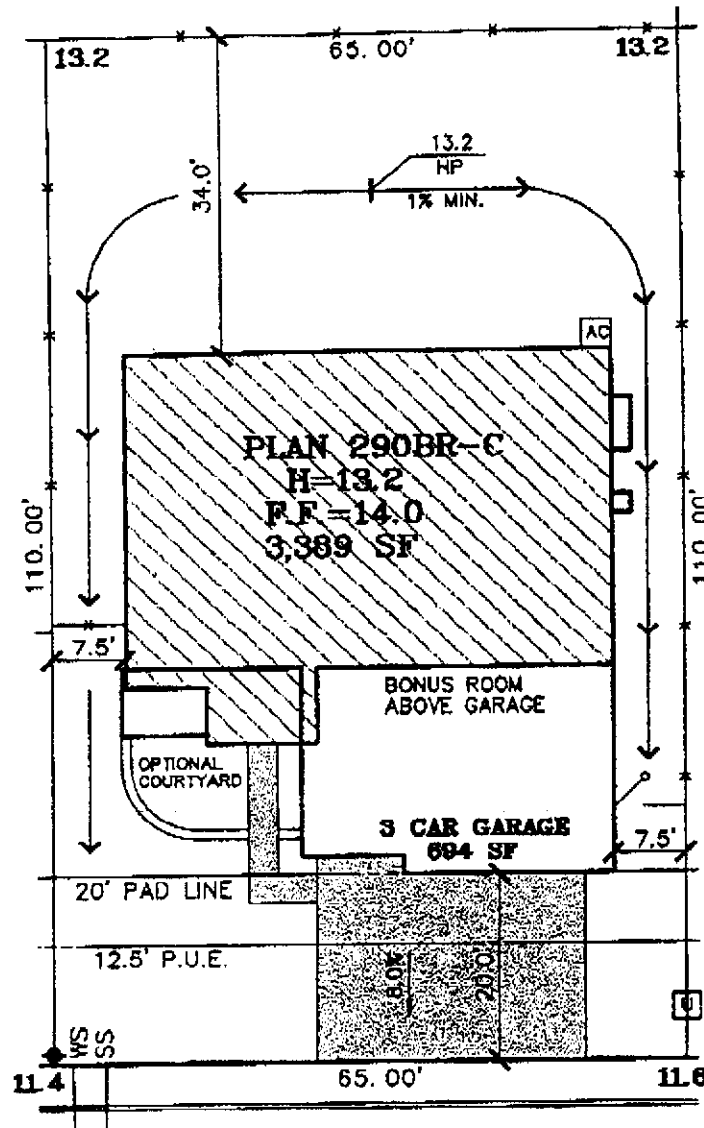 13.2
65.00'
13.2
34.0'
13.2
HP
1% MIN.
AC
PLAN 290BR-C
H=13.2
F.F.=14.0
3,389 SF
110.00'
110.00'
7.5'
BONUS ROOM
ABOVE GARAGE
OPTIONAL
COURTYARD
3 CAR GARAGE
694 SF
7.5'
20' PAD LINE
12.5' P.U.E.
8.0%
20.0'
U
WS
SS
11.4
65.00'
11.6